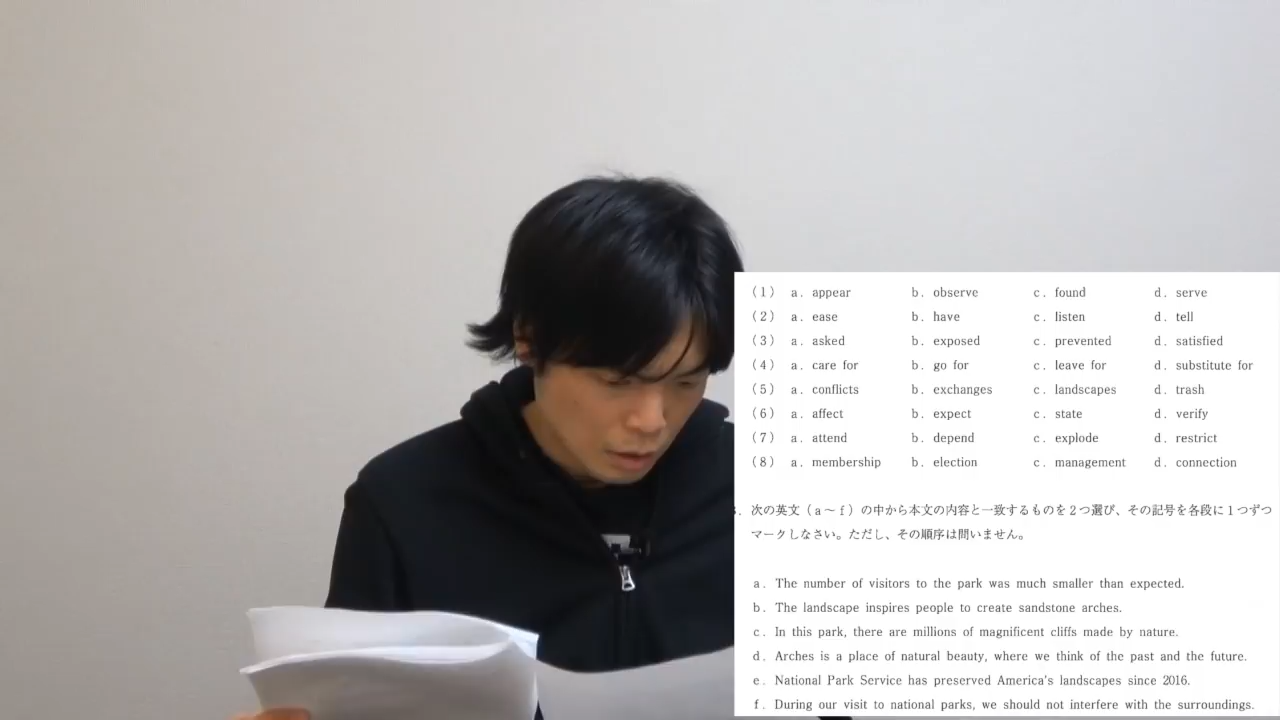 (1) a. appear b. observe c. found d. serve
(2) a. ease b. have c. listen d. tell
(3) a. asked b. exposed c. prevented d. satisfied
(4) a. care for b. go for c. leave for d. substitute for
(5) a. conflicts b. exchanges c. landscapes d. trash
(6) a. affect b. expect c. state d. verify
(7) a. attend b. depend c. explode d. restrict
(8) a. membership b. election c. management d. connection
次の英文（a～f）の中から本文の内容と一致するものを2つ選び、その記号を各段に1つずつ
マークしなさい。ただし、その順序は問いません。
a. The number of visitors to the park was much smaller than expected.
b. The landscape inspires people to create sandstone arches.
c. In this park, there are millions of magnificent cliffs made by nature.
d. Arches is a place of natural beauty, where we think of the past and the future.
e. National Park Service has preserved America's landscapes since 2016.
f. During our visit to national parks, we should not interfere with the surroundings.